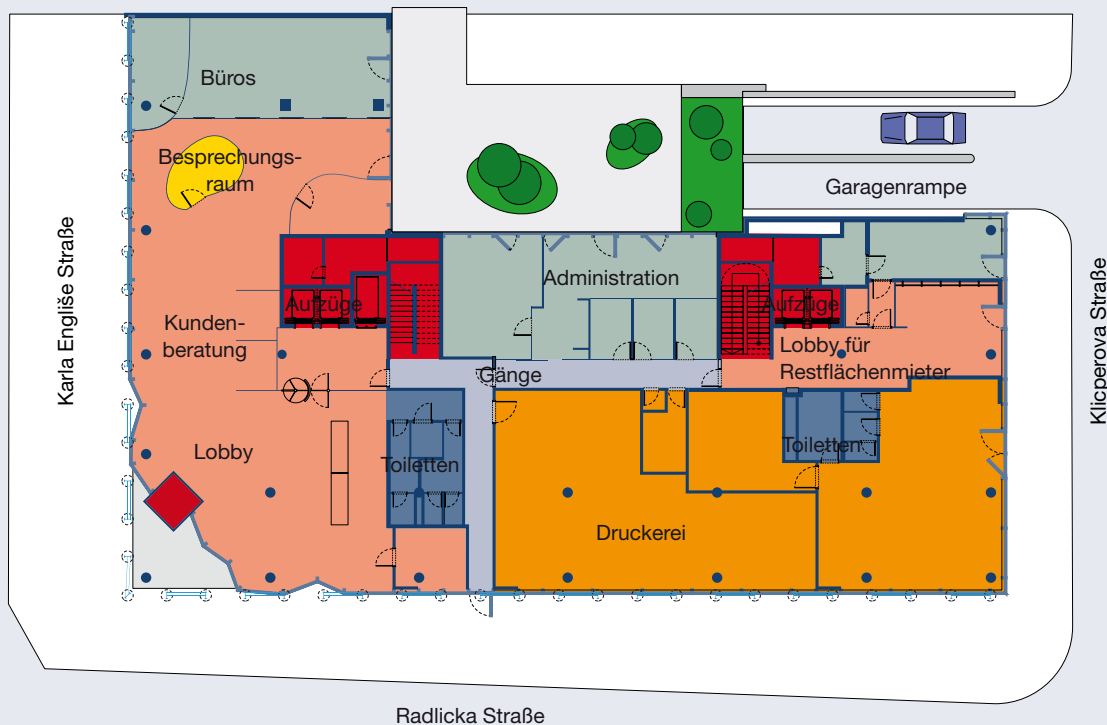 Büros
Besprechungs-
raum
Garagenrampe
Karla Engliše Straße
Klicperova Straße
Administration
Aufzüge
Aufzüge
Kunden-
beratung
Lobby für
Restflächenmieter
Gänge
Lobby
Toiletten
Toiletten
Druckerei
Radlicka Straße